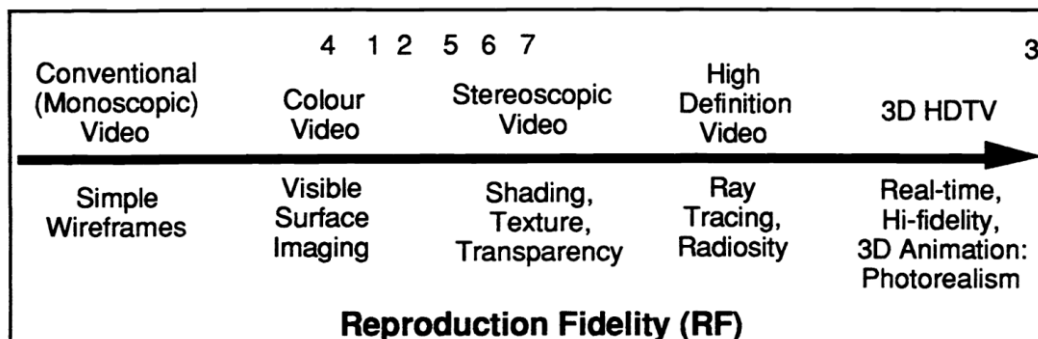 4 1 2 5 6 7 3
Conventional
(Monoscopic)
Video
Colour
Video
Stereoscopic
Video
High
Definition
Video
3D HDTV
Simple
Wireframes
Visible
Surface
Imaging
Shading,
Texture,
Transparency
Ray
Tracing,
Radiosity
Real-time,
Hi-fidelity,
3D Animation:
Photorealism
Reproduction Fidelity (RF)